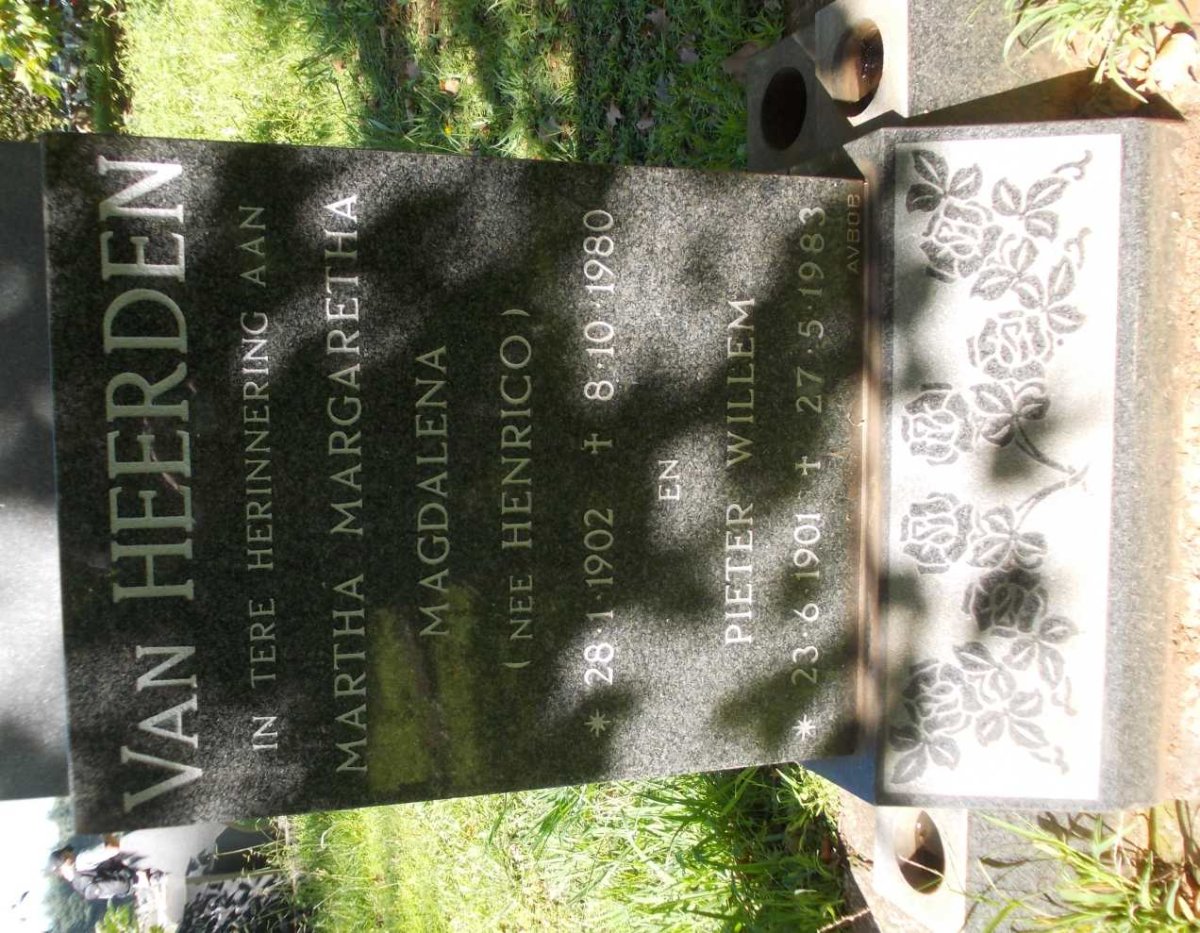 VAN HEERDEN
IN TERE HERINNERING AAN
MARTHA MARGARETHA
MAGDALENA
(NEE HENRICO)
* 28·1·1902 † 8·10·1980
EN
PIETER WILLEM
* 23·6·1901 † 27·5·1983
AVBOB